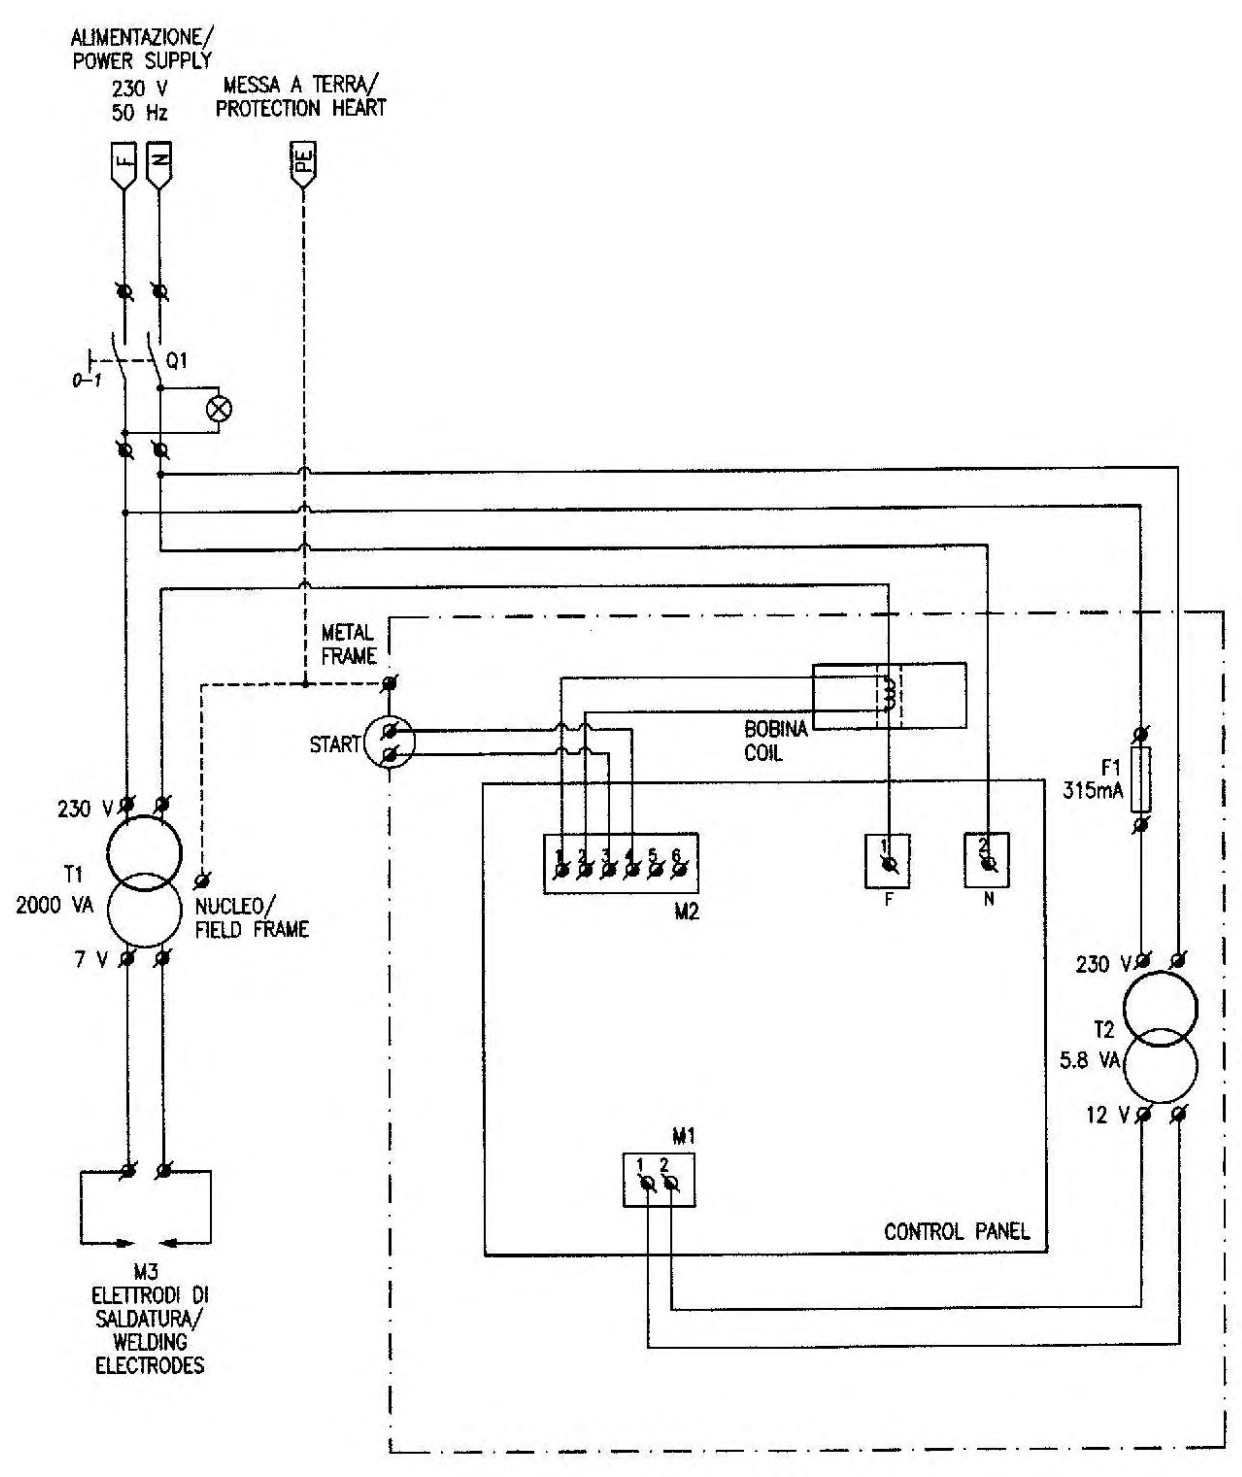 ALIMENTAZIONE/
POWER SUPPLY
230 V
50 Hz
MESSA A TERRA/
PROTECTION HEART
F
N
PE
Q1
0-1
METAL
FRAME
START
BOBINA
COIL
F1
315mA
230 V
T1
2000 VA
7 V
NUCLEO/
FIELD FRAME
1 2 3 4 5 6
M2
1
F
2
N
230 V
T2
5.8 VA
12 V
M1
1 2
CONTROL PANEL
M3
ELETTRODI DI
SALDATURA/
WELDING
ELECTRODES